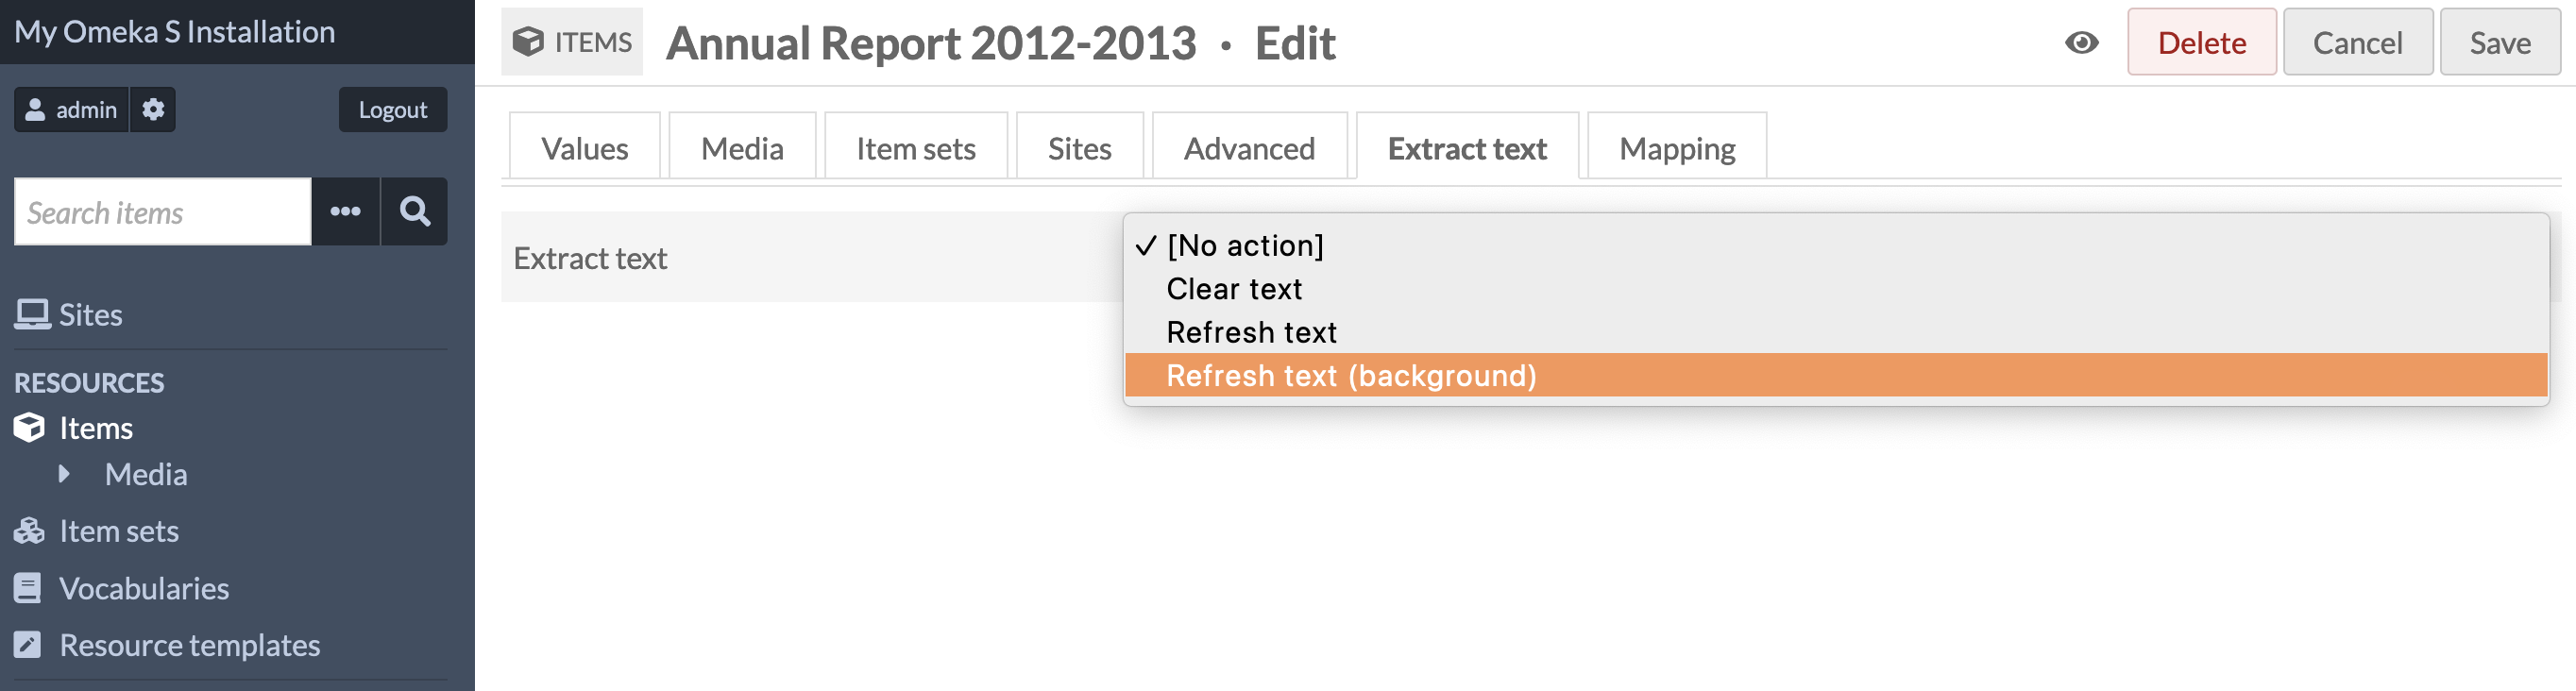 My Omeka S Installation
admin
Logout
Search items
Sites
RESOURCES
Items
Media
Item sets
Vocabularies
Resource templates
ITEMS Annual Report 2012-2013 · Edit
Delete Cancel Save
Values Media Item sets Sites Advanced Extract text Mapping
Extract text
✓ [No action]
Clear text
Refresh text
Refresh text (background)